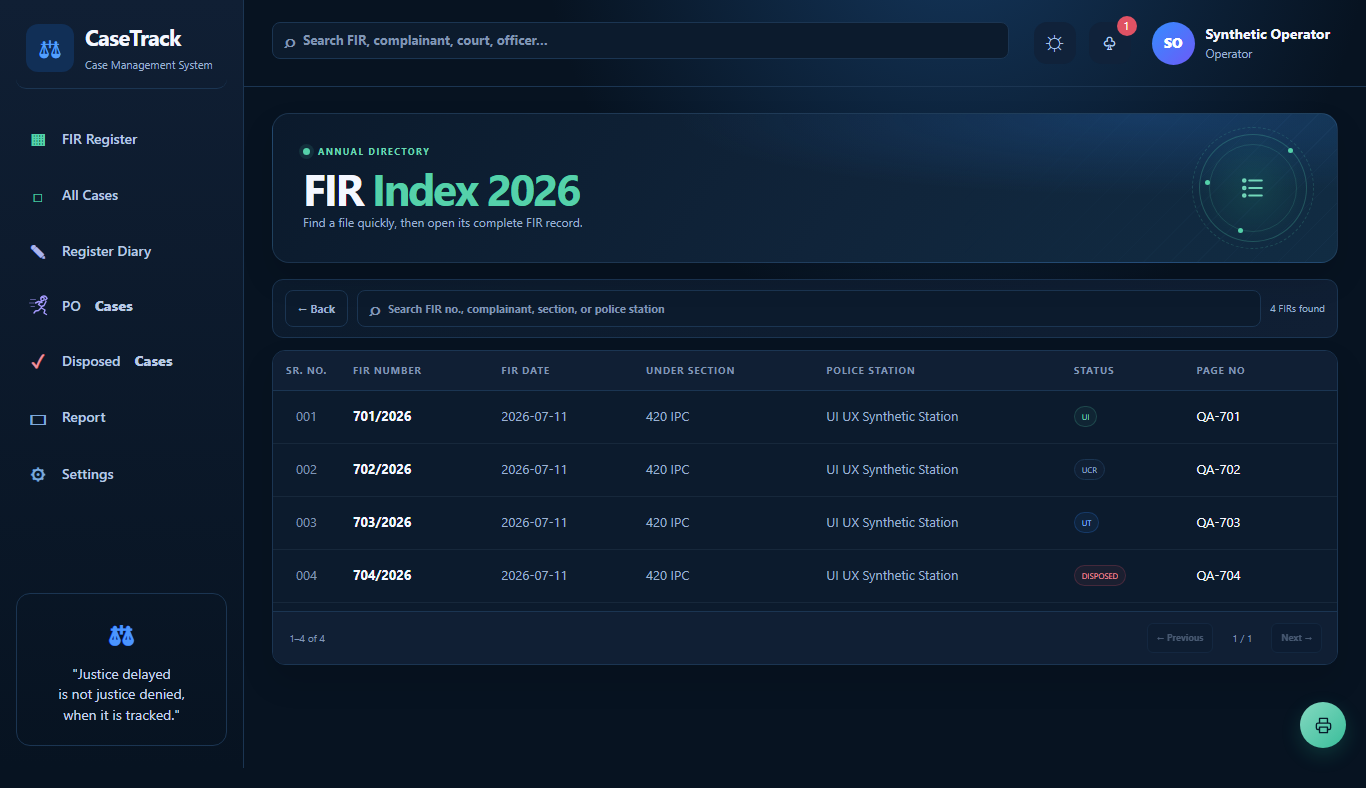 CaseTrack
Case Management System
Search FIR, complainant, court, officer...
1
SO
Synthetic Operator
Operator
FIR Register
All Cases
Register Diary
PO Cases
Disposed Cases
Report
Settings
"Justice delayed
is not justice denied,
when it is tracked."
ANNUAL DIRECTORY
FIR Index 2026
Find a file quickly, then open its complete FIR record.
← Back
Search FIR no., complainant, section, or police station
4 FIRs found
SR. NO. FIR NUMBER FIR DATE UNDER SECTION POLICE STATION STATUS PAGE NO
001 701/2026 2026-07-11 420 IPC UI UX Synthetic Station UI QA-701
002 702/2026 2026-07-11 420 IPC UI UX Synthetic Station UCR QA-702
003 703/2026 2026-07-11 420 IPC UI UX Synthetic Station UT QA-703
004 704/2026 2026-07-11 420 IPC UI UX Synthetic Station DISPOSED QA-704
1–4 of 4
← Previous 1 / 1 Next →